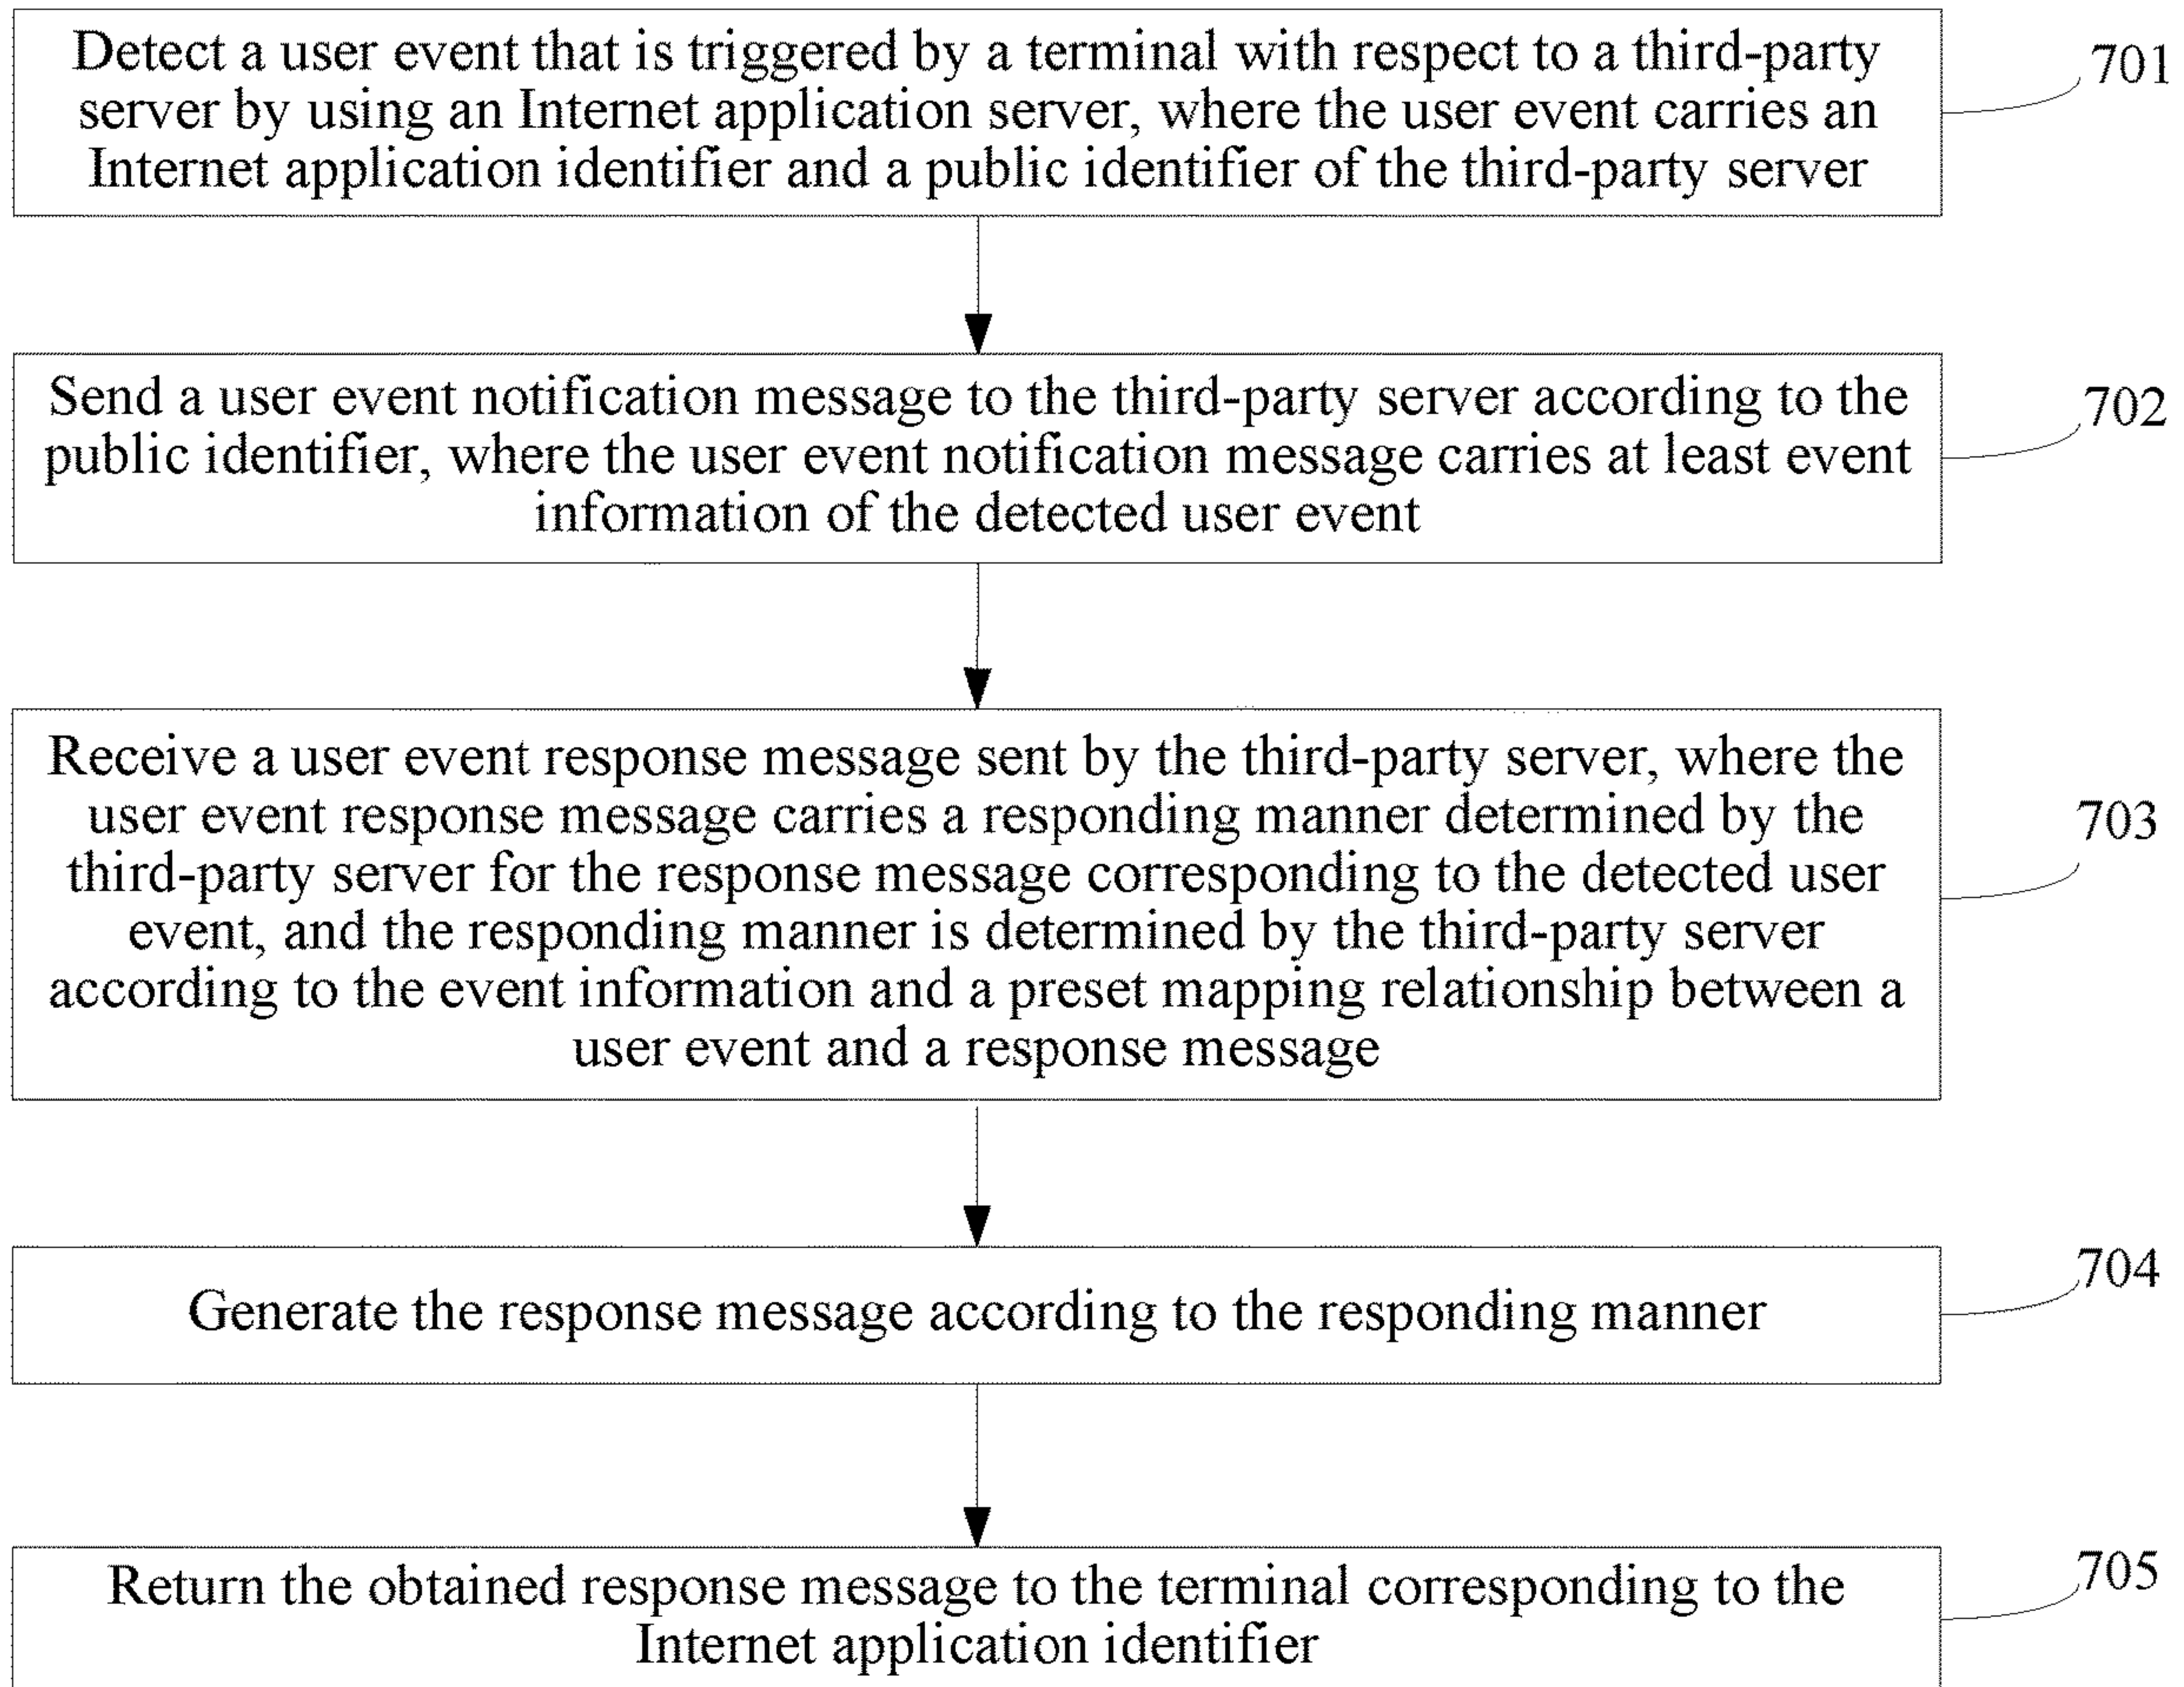 Detect a user event that is triggered by a terminal with respect to a third-party
server by using an Internet application server, where the user event carries an
Internet application identifier and a public identifier of the third-party server
701
Send a user event notification message to the third-party server according to the
public identifier, where the user event notification message carries at least event
information of the detected user event
702
Receive a user event response message sent by the third-party server, where the
user event response message carries a responding manner determined by the
third-party server for the response message corresponding to the detected user
event, and the responding manner is determined by the third-party server
according to the event information and a preset mapping relationship between a
user event and a response message
703
Generate the response message according to the responding manner
704
Return the obtained response message to the terminal corresponding to the
Internet application identifier
705